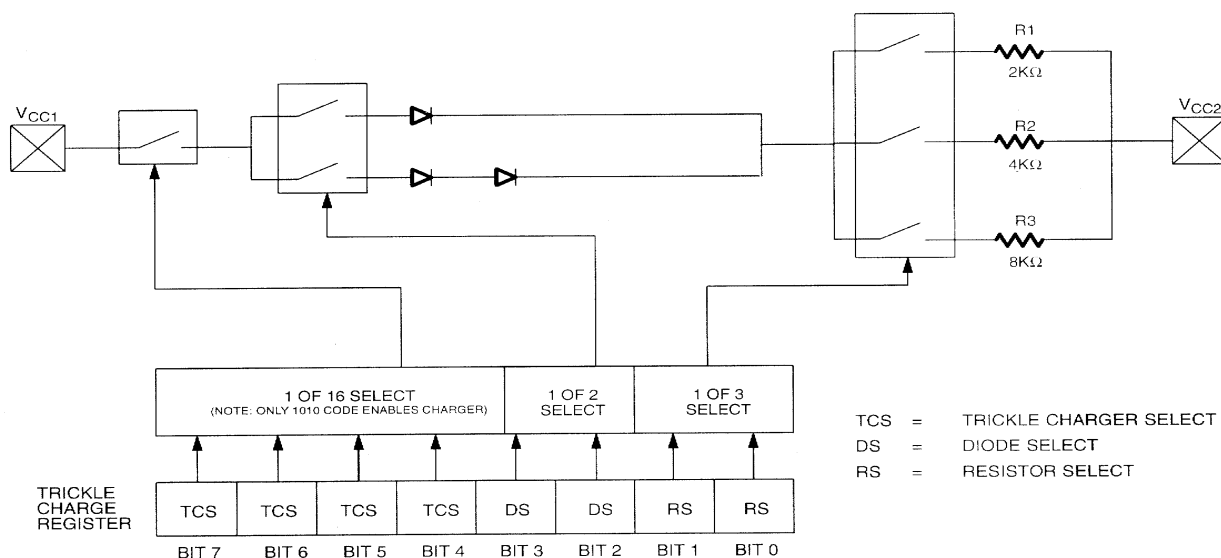 R1
2KΩ
VCC1
VCC2
R2
4KΩ
R3
8KΩ
1 OF 16 SELECT
(NOTE: ONLY 1010 CODE ENABLES CHARGER)
1 OF 2
SELECT
1 OF 3
SELECT
TCS = TRICKLE CHARGER SELECT
DS = DIODE SELECT
RS = RESISTOR SELECT
TRICKLE
CHARGE
REGISTER
TCS TCS TCS TCS DS DS RS RS
BIT 7 BIT 6 BIT 5 BIT 4 BIT 3 BIT 2 BIT 1 BIT 0